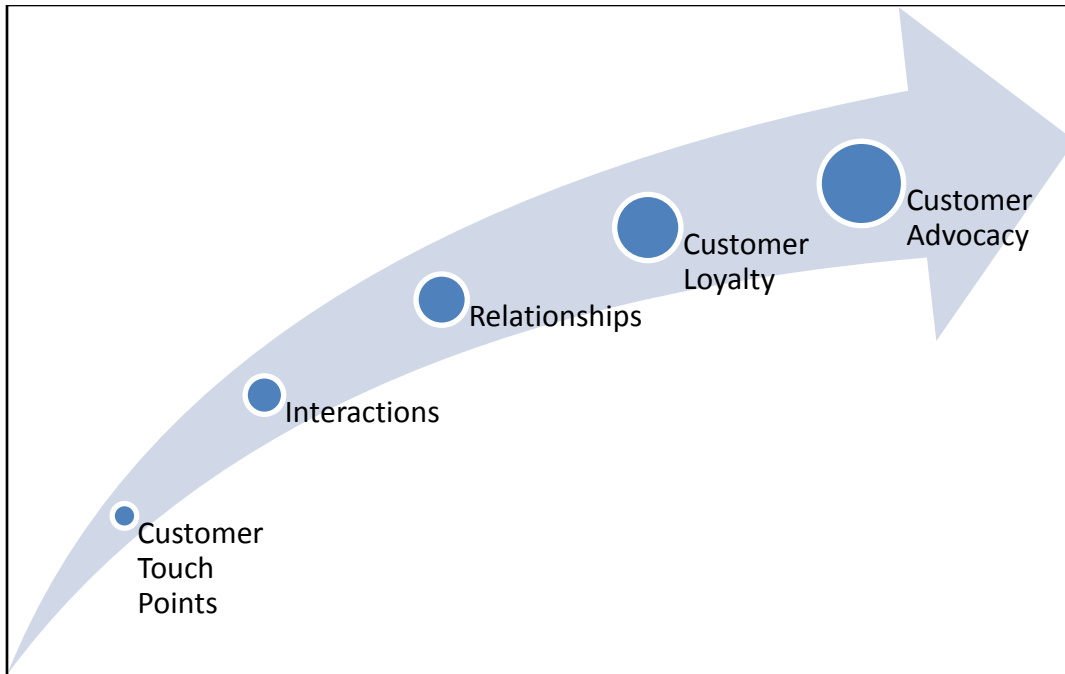 Customer
Advocacy
Customer
Loyalty
Relationships
Interactions
Customer
Touch
Points